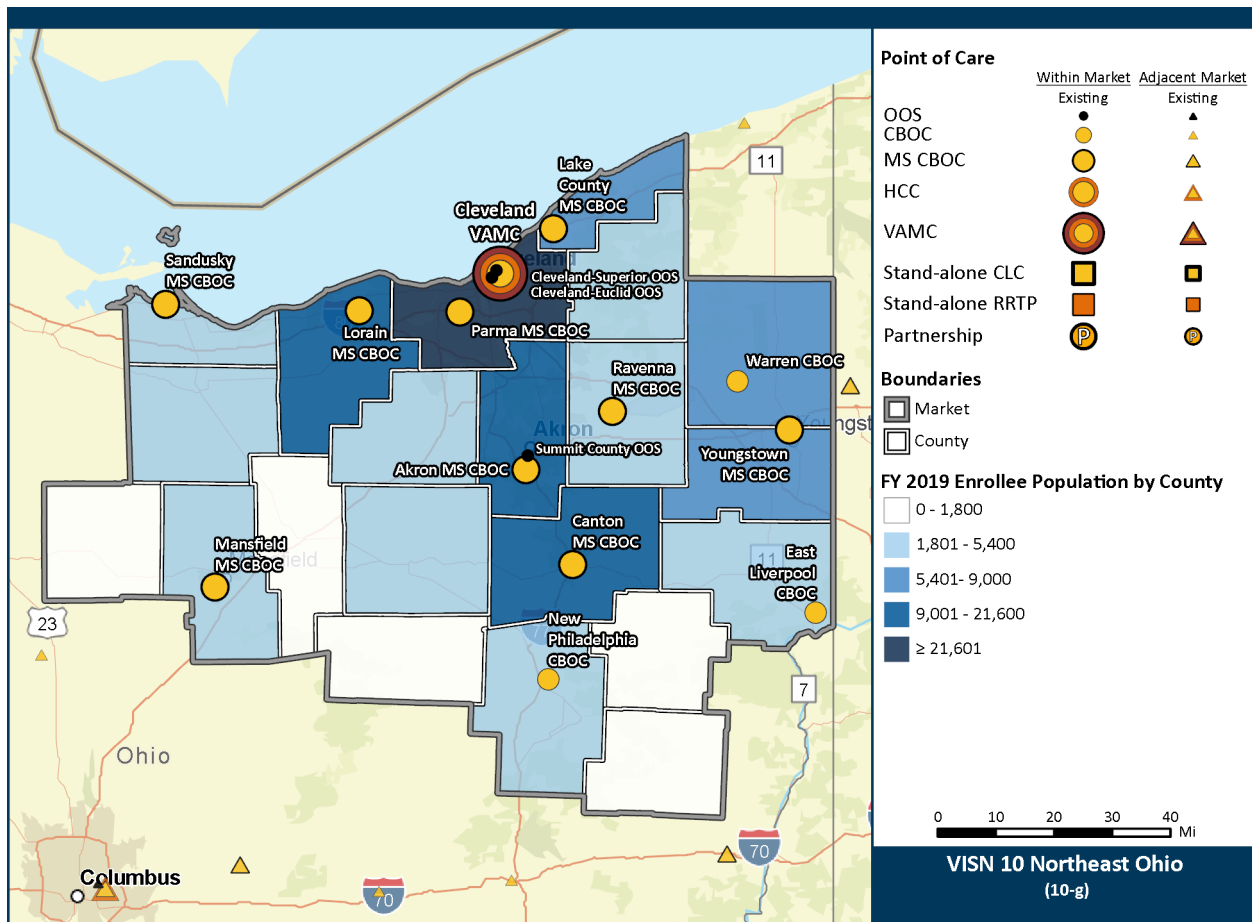 11
Lake
County
MS CBOC
Cleveland
VAMC
Sandusky
MS CBOC
Cleveland-Superior OOS
Cleveland-Euclid OOS
Lorain
MS CBOC
Parma MS CBOC
Warren CBOC
Ravenna
MS CBOC
Akron
Summit County OOS
Youngstown
MS CBOC
Akron MS CBOC
Canton
MS CBOC
Mansfield
MS CBOC
11
East
Liverpool
CBOC
23
New
Philadelphia
CBOC
77
7
Ohio
Columbus
70
70
Point of Care
Within Market
Adjacent Market
Existing
Existing
OOS
CBOC
MS CBOC
HCC
VAMC
Stand-alone CLC
Stand-alone RRTP
Partnership
P
P
Boundaries
Market
County
FY 2019 Enrollee Population by County
0 - 1,800
1,801 - 5,400
5,401- 9,000
9,001 - 21,600
≥ 21,601
0 10 20 30 40
Mi
VISN 10 Northeast Ohio
(10-g)